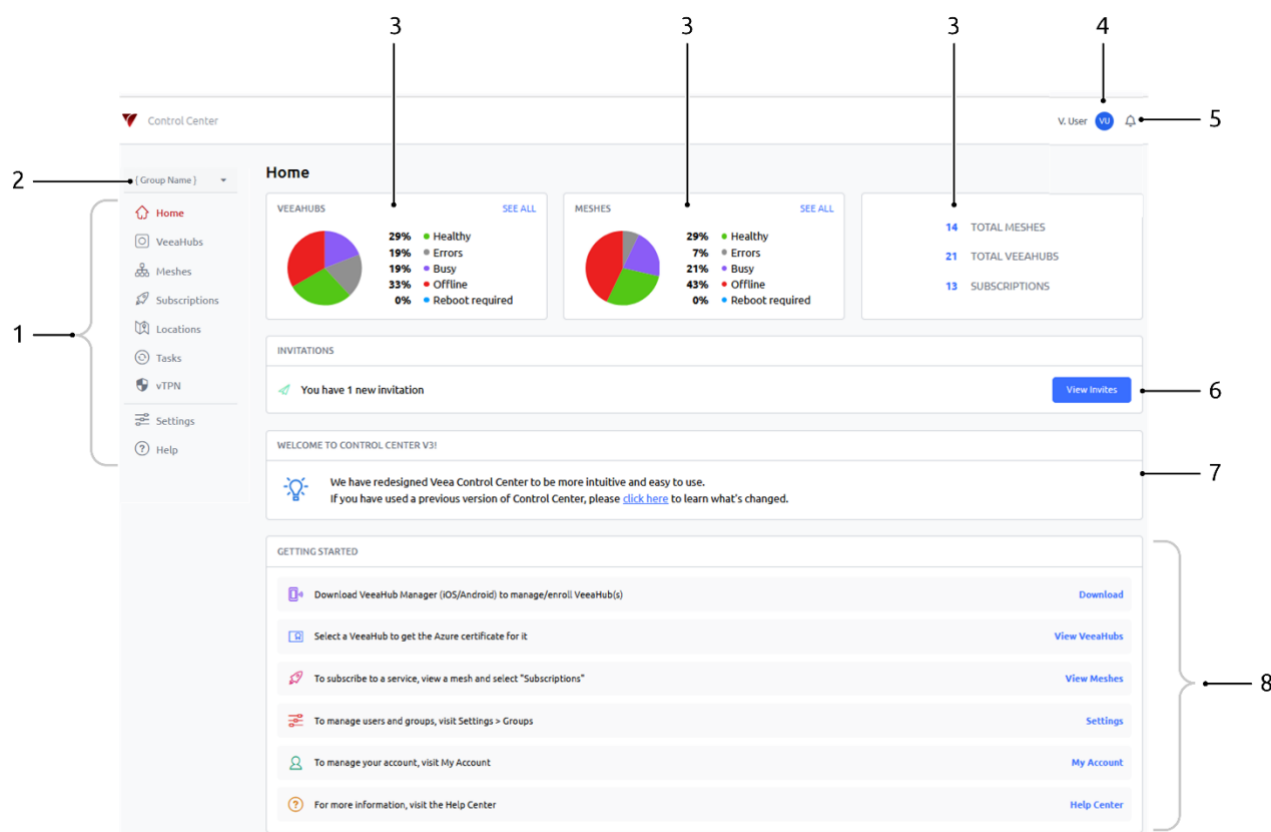 3 3 3 4
Control Center V. User VU 5
2 { Group Name } Home
VEEAHUBS SEE ALL MESHES SEE ALL
Home
VeeaHubs
Meshes
Subscriptions
1 Locations
Tasks
vTPN
Settings
Help
29% Healthy
19% Errors
19% Busy
33% Offline
0% Reboot required
29% Healthy
7% Errors
21% Busy
43% Offline
0% Reboot required
14 TOTAL MESHES
21 TOTAL VEEAHUBS
13 SUBSCRIPTIONS
INVITATIONS
You have 1 new invitation View Invites 6
WELCOME TO CONTROL CENTER V3!
We have redesigned Veea Control Center to be more intuitive and easy to use. 7
If you have used a previous version of Control Center, please click here to learn what's changed.
GETTING STARTED
Download VeeaHub Manager (iOS/Android) to manage/enroll VeeaHub(s) Download
Select a VeeaHub to get the Azure certificate for it View VeeaHubs
To subscribe to a service, view a mesh and select "Subscriptions" View Meshes 8
To manage users and groups, visit Settings > Groups Settings
To manage your account, visit My Account My Account
? For more information, visit the Help Center Help Center